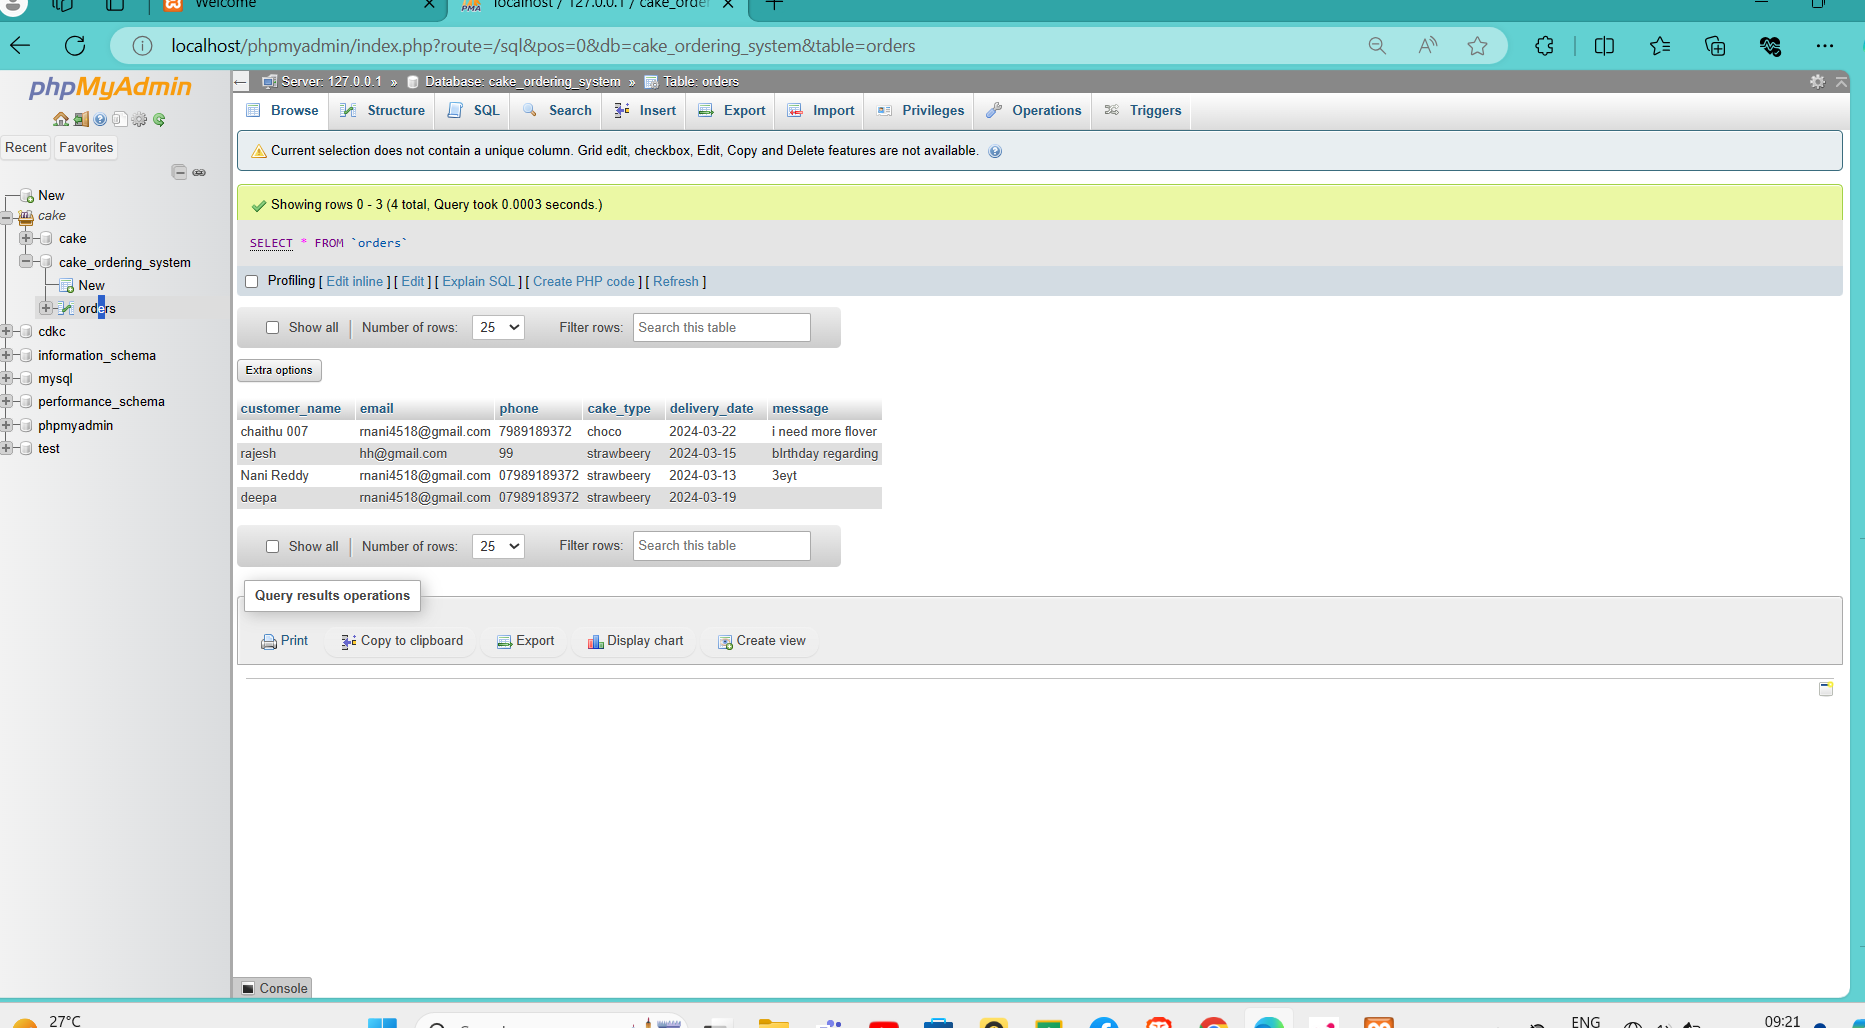 Welcome
localhost / 127.0.0.1 / cake_order
localhost/phpmyadmin/index.php?route=/sql&pos=0&db=cake_ordering_system&table=orders
phpMyAdmin
Recent Favorites
New
cake
cake
cake_ordering_system
New
orders
cdkc
information_schema
mysql
performance_schema
phpmyadmin
test
Server: 127.0.0.1 » Database: cake_ordering_system » Table: orders
Browse Structure SQL Search Insert Export Import Privileges Operations Triggers
Current selection does not contain a unique column. Grid edit, checkbox, Edit, Copy and Delete features are not available.
Showing rows 0 - 3 (4 total, Query took 0.0003 seconds.)
SELECT * FROM `orders`
Profiling [ Edit inline ] [ Edit ] [ Explain SQL ] [ Create PHP code ] [ Refresh ]
Show all Number of rows: 25 Filter rows: Search this table
Extra options
customer_name email phone cake_type delivery_date message
chaithu 007 rnani4518@gmail.com 7989189372 choco 2024-03-22 i need more flover
rajesh hh@gmail.com 99 strawbeery 2024-03-15 bIrthday regarding
Nani Reddy rnani4518@gmail.com 07989189372 strawbeery 2024-03-13 3eyt
deepa rnani4518@gmail.com 07989189372 strawbeery 2024-03-19
Show all Number of rows: 25 Filter rows: Search this table
Query results operations
Print Copy to clipboard Export Display chart Create view
Console
27°C
ENG
09:21